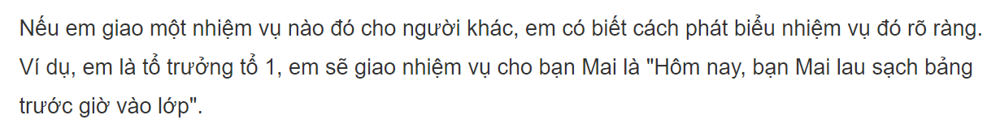 Nếu em giao một nhiệm vụ nào đó cho người khác, em có biết cách phát biểu nhiệm vụ đó rõ ràng.
Ví dụ, em là tổ trưởng tổ 1, em sẽ giao nhiệm vụ cho bạn Mai là "Hôm nay, bạn Mai lau sạch bảng
trước giờ vào lớp".